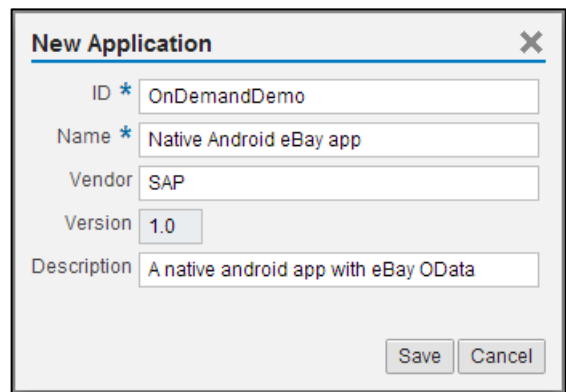 New Application
ID * OnDemandDemo
Name * Native Android eBay app
Vendor SAP
Version 1.0
Description A native android app with eBay OData
Save Cancel